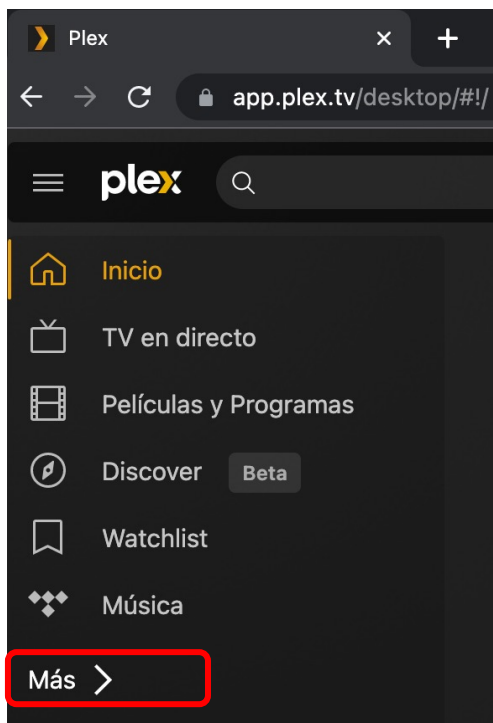 Plex
app.plex.tv/desktop/#!/
plex
Inicio
TV en directo
Películas y Programas
Discover Beta
Watchlist
Música
Más